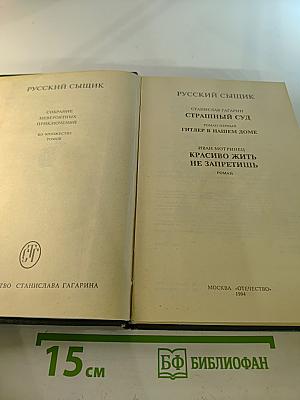 РУССКИЙ СЫЩИК
СОБРАНИЕ
НЕВЕРОЯТНЫХ
ПРИКЛЮЧЕНИЙ
ВО МНОЖЕСТВЕ
ТОМОВ
СТГ
ТВО СТАНИСЛАВА ГАГАРИНА
РУССКИЙ СЫЩИК
СТАНИСЛАВ ГАГАРИН
СТРАШНЫЙ СУД
РОМАН ПЕРВЫЙ
ГИТЛЕР В НАШЕМ ДОМЕ
ИВАН МОТРИНЕЦ
КРАСИВО ЖИТЬ
НЕ ЗАПРЕТИШЬ
РОМАН
МОСКВА «ОТЕЧЕСТВО»
1994
15 см
БФ БИБЛИОФАН